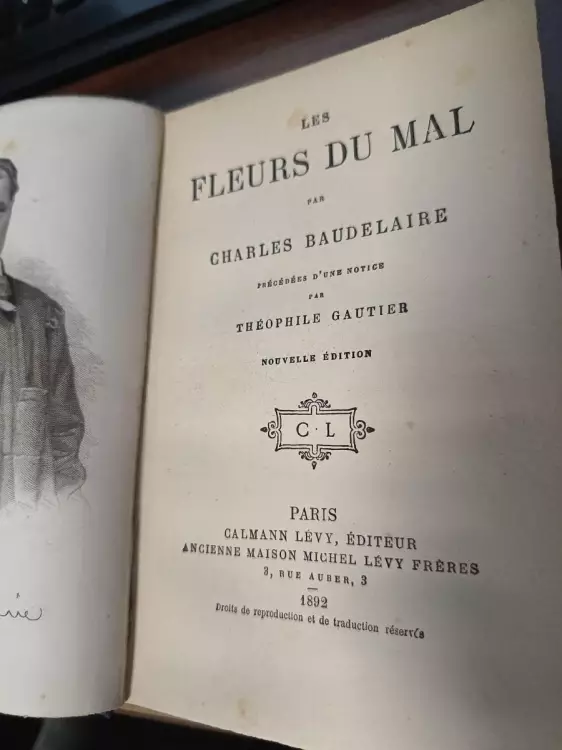 LES
FLEURS DU MAL
PAR
CHARLES BAUDELAIRE
PRÉCÉDÉES D'UNE NOTICE
PAR
THÉOPHILE GAUTIER
NOUVELLE ÉDITION
C · L
PARIS
CALMANN LÉVY, ÉDITEUR
ANCIENNE MAISON MICHEL LÉVY FRÈRES
3, RUE AUBER, 3
1892
Droits de reproduction et de traduction réservés